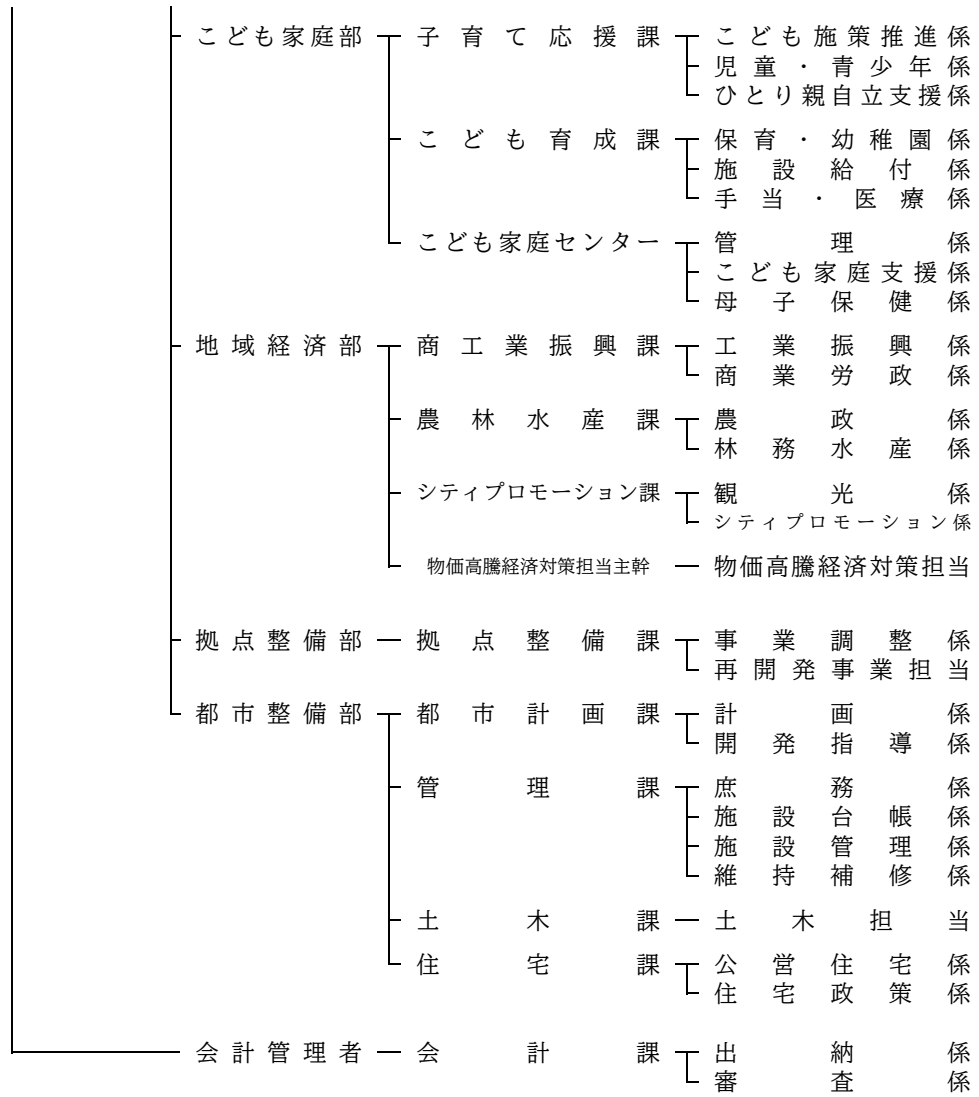 こども家庭部 子育て応援課 こども施策推進係
児童・青少年係
ひとり親自立支援係
こども育成課 保育・幼稚園係
施設給付係
手当・医療係
こども家庭センター 管理係
こども家庭支援係
母子保健係
地域経済部 商工業振興課 工業振興係
商業労政係
農林水産課 農政係
林務水産係
シティプロモーション課 観光係
シティプロモーション係
物価高騰経済対策担当主幹 物価高騰経済対策担当
拠点整備部 拠点整備課 事業調整係
再開発事業担当
都市整備部 都市計画課 計画係
開発指導係
管理課 庶務係
施設台帳係
施設管理係
維持補修係
土木課 土木担当
住宅課 公営住宅係
住宅政策係
会計管理者 会計課 出納係
審査係